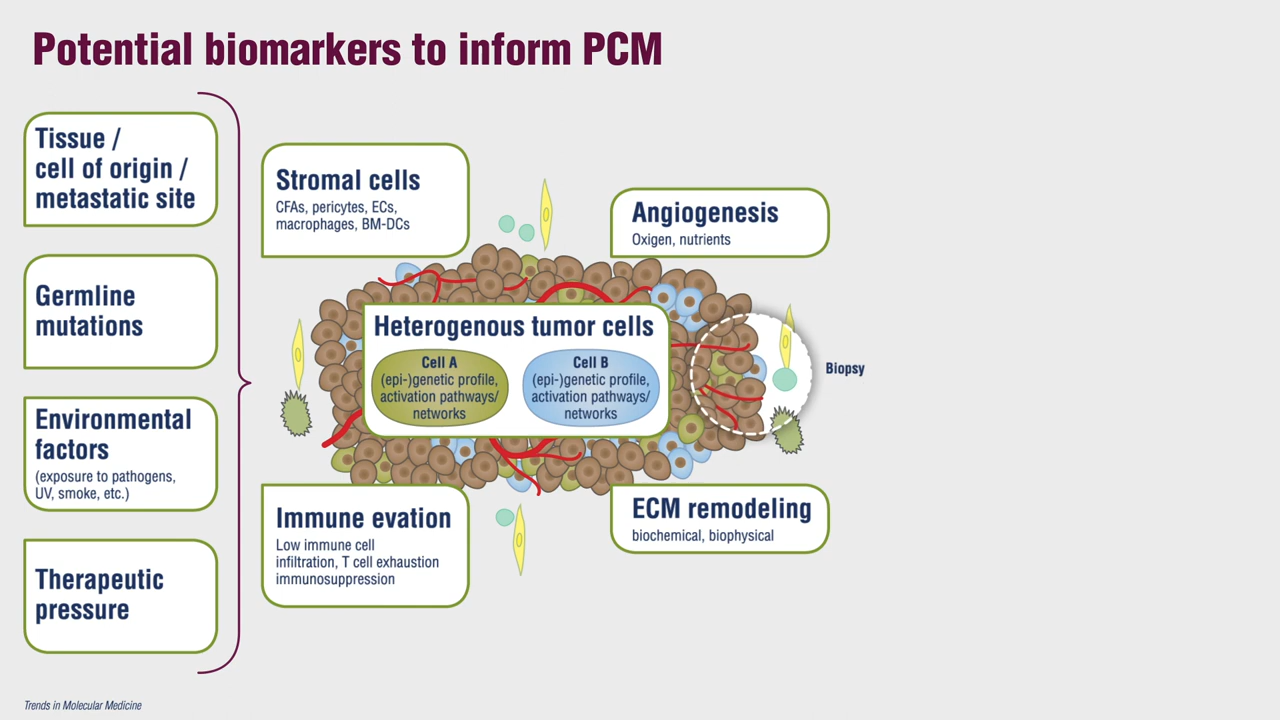 Potential biomarkers to inform PCM
Tissue /
cell of origin /
metastatic site
Germline
mutations
Environmental
factors
(exposure to pathogens,
UV, smoke, etc.)
Therapeutic
pressure
Stromal cells
CFAs, pericytes, ECs,
macrophages, BM-DCs
Angiogenesis
Oxigen, nutrients
Heterogenous tumor cells
Cell A
(epi-)genetic profile,
activation pathways/
networks
Cell B
(epi-)genetic profile,
activation pathways/
networks
Biopsy
Immune evation
Low immune cell
infiltration, T cell exhaustion
immunosuppression
ECM remodeling
biochemical, biophysical
Trends in Molecular Medicine